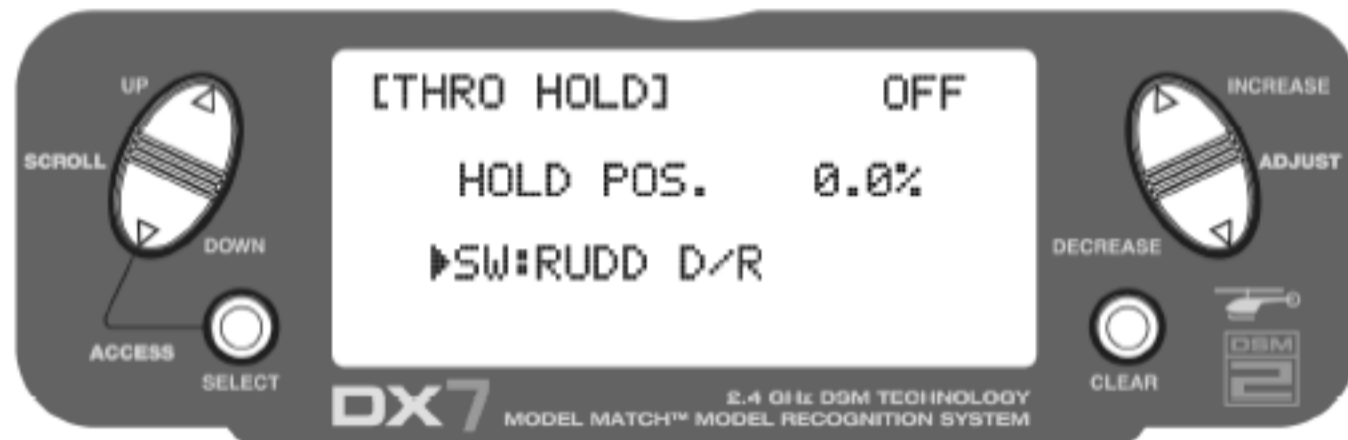 UP
SCROLL
DOWN
ACCESS
SELECT
[THRO HOLD] OFF
HOLD POS. 0.0%
▶SW:RUDD D/R
INCREASE
ADJUST
DECREASE
CLEAR
DSM
2
DX7
2.4 GHz DSM TECHNOLOGY
MODEL MATCH™ MODEL RECOGNITION SYSTEM